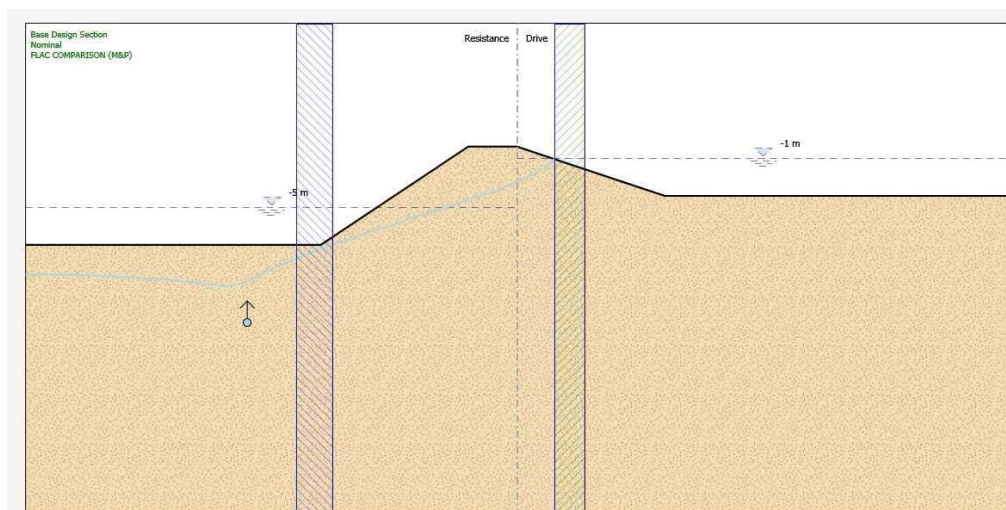 Base Design Section
Nominal
FLAC COMPARISON (M&P)
Resistance
Drive
-1 m
-5 m